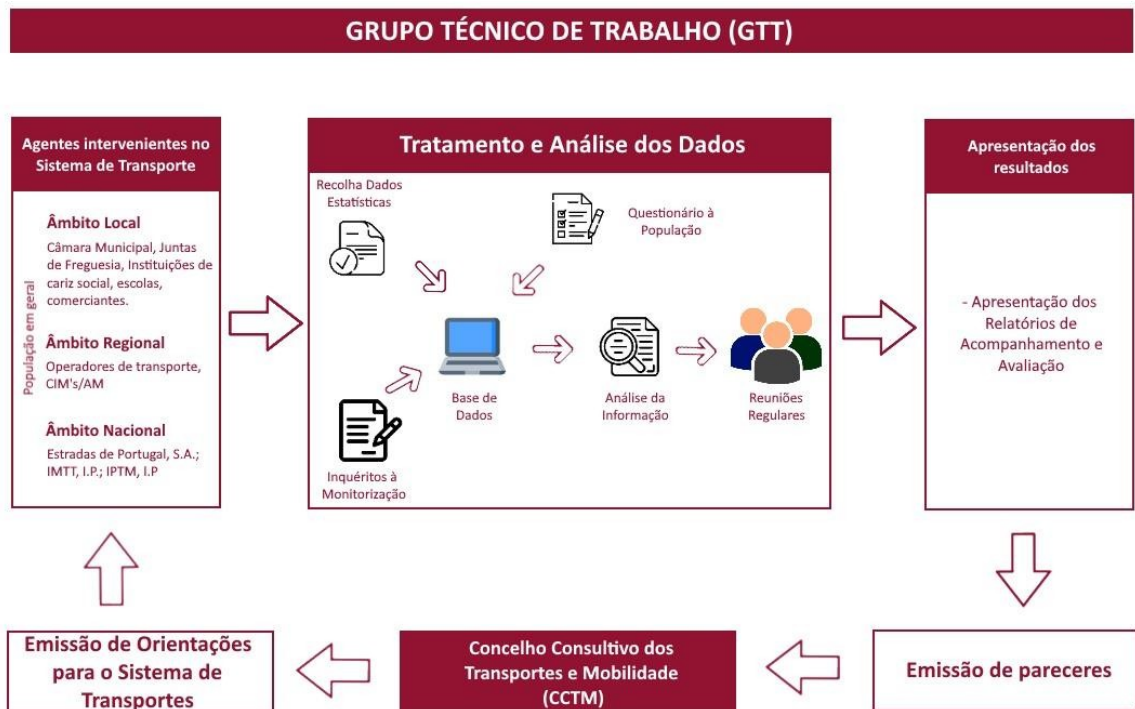 GRUPO TÉCNICO DE TRABALHO (GTT)
Agentes intervenientes no
Sistema de Transporte
População em geral
Âmbito Local
Câmara Municipal, Juntas
de Freguesia, Instituições de
cariz social, escolas,
comerciantes.
Âmbito Regional
Operadores de transporte,
CIM's/AM
Âmbito Nacional
Estradas de Portugal, S.A.;
IMTT, I.P.; IPTM, I.P
Tratamento e Análise dos Dados
Recolha Dados
Estatísticas
Questionário à
População
Base de
Dados
Análise da
Informação
Reuniões
Regulares
Inquéritos à
Monitorização
Apresentação dos
resultados
- Apresentação dos
Relatórios de
Acompanhamento e
Avaliação
Emissão de Orientações
para o Sistema de
Transportes
Concelho Consultivo dos
Transportes e Mobilidade
(CCTM)
Emissão de pareceres